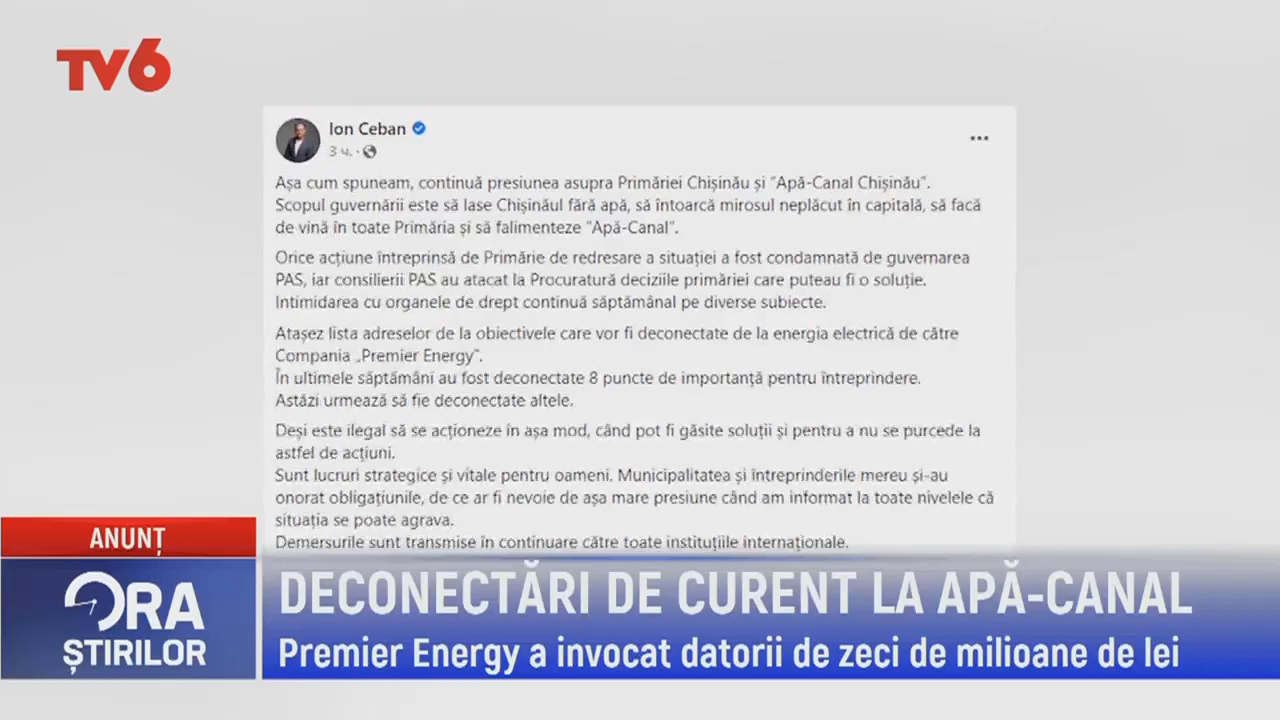 TV6
Ion Ceban
3 ч.
Așa cum spuneam, continuă presiunea asupra Primăriei Chișinău și "Apă-Canal Chișinău".
Scopul guvernării este să lase Chișinăul fără apă, să întoarcă mirosul neplăcut în capitală, să facă
de vină în toate Primăria și să falimenteze "Apă-Canal".
Orice acțiune întreprinsă de Primărie de redresare a situației a fost condamnată de guvernarea
PAS, iar consilierii PAS au atacat la Procuratură deciziile primăriei care puteau fi o soluție.
Intimidarea cu organele de drept continuă săptămânal pe diverse subiecte.
Atașez lista adreselor de la obiectivele care vor fi deconectate de la energia electrică de către
Compania „Premier Energy".
În ultimele săptămâni au fost deconectate 8 puncte de importanță pentru întreprindere.
Astăzi urmează să fie deconectate altele.
Deși este ilegal să se acționeze în așa mod, când pot fi găsite soluții și pentru a nu se purcede la
astfel de acțiuni.
Sunt lucruri strategice și vitale pentru oameni. Municipalitatea și întreprinderile mereu și-au
onorat obligațiunile, de ce ar fi nevoie de așa mare presiune când am informat la toate nivelele că
situația se poate agrava.
Demersurile sunt transmise în continuare către toate instituțiile internaționale.
ANUNȚ
ORA
ȘTIRILOR
DECONECTĂRI DE CURENT LA APĂ-CANAL
Premier Energy a invocat datorii de zeci de milioane de lei